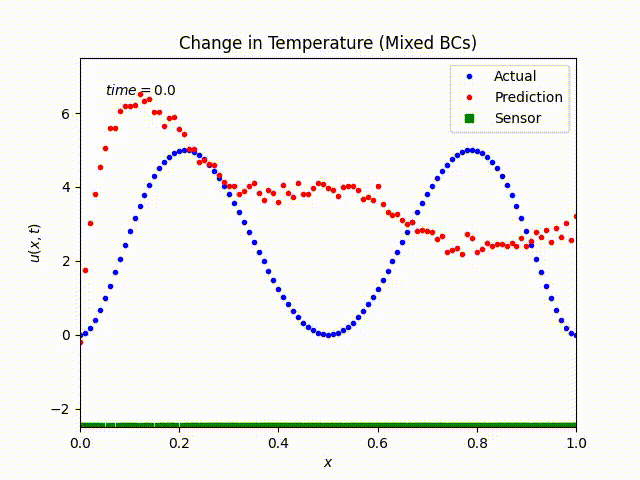 Change in Temperature (Mixed BCs)
time = 0.0
Actual
Prediction
Sensor
u(x, t)
6
4
2
0
−2
0.0 0.2 0.4 0.6 0.8 1.0
x